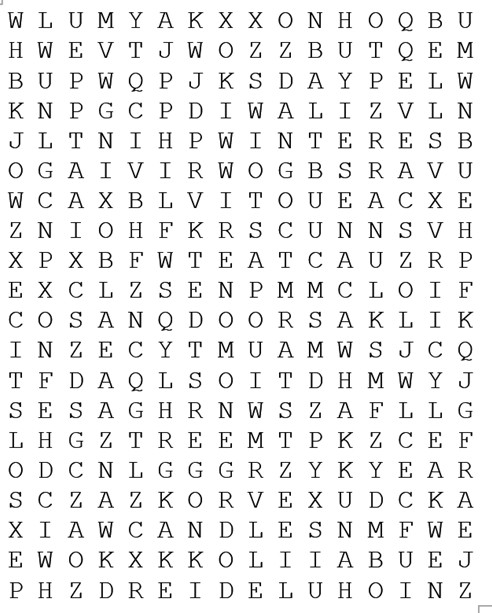 W L U M Y A K X X O N H O Q B U
H W E V T J W O Z Z B U T Q E M
B U P W Q P J K S D A Y P E L W
K N P G C P D I W A L I Z V L N
J L T N I H P W I N T E R E S B
O G A I V I R W O G B S R A V U
W C A X B L V I T O U E A C X E
Z N I O H F K R S C U N N S V H
X P X B F W T E A T C A U Z R P
E X C L Z S E N P M M C L O I F
C O S A N Q D O O R S A K L I K
I N Z E C Y T M U A M W S J C Q
T F D A Q L S O I T D H M W Y J
S E S A G H R N W S Z A F L L G
L H G Z T R E E M T P K Z C E F
O D C N L G G G R Z Y K Y E A R
S C Z A Z K O R V E X U D C K A
X I A W C A N D L E S N M F W E
E W O K X K K O L I I A B U E J
P H Z D R E I D E L U H O I N Z